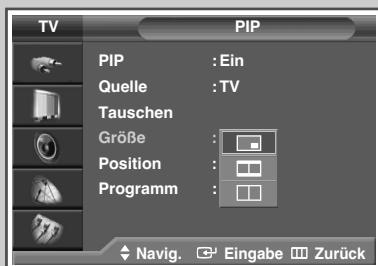 TV PIP
PIP : Ein
Quelle : TV
Tauschen
Größe :
Position :
Programm :
Navig. Eingabe Zurück